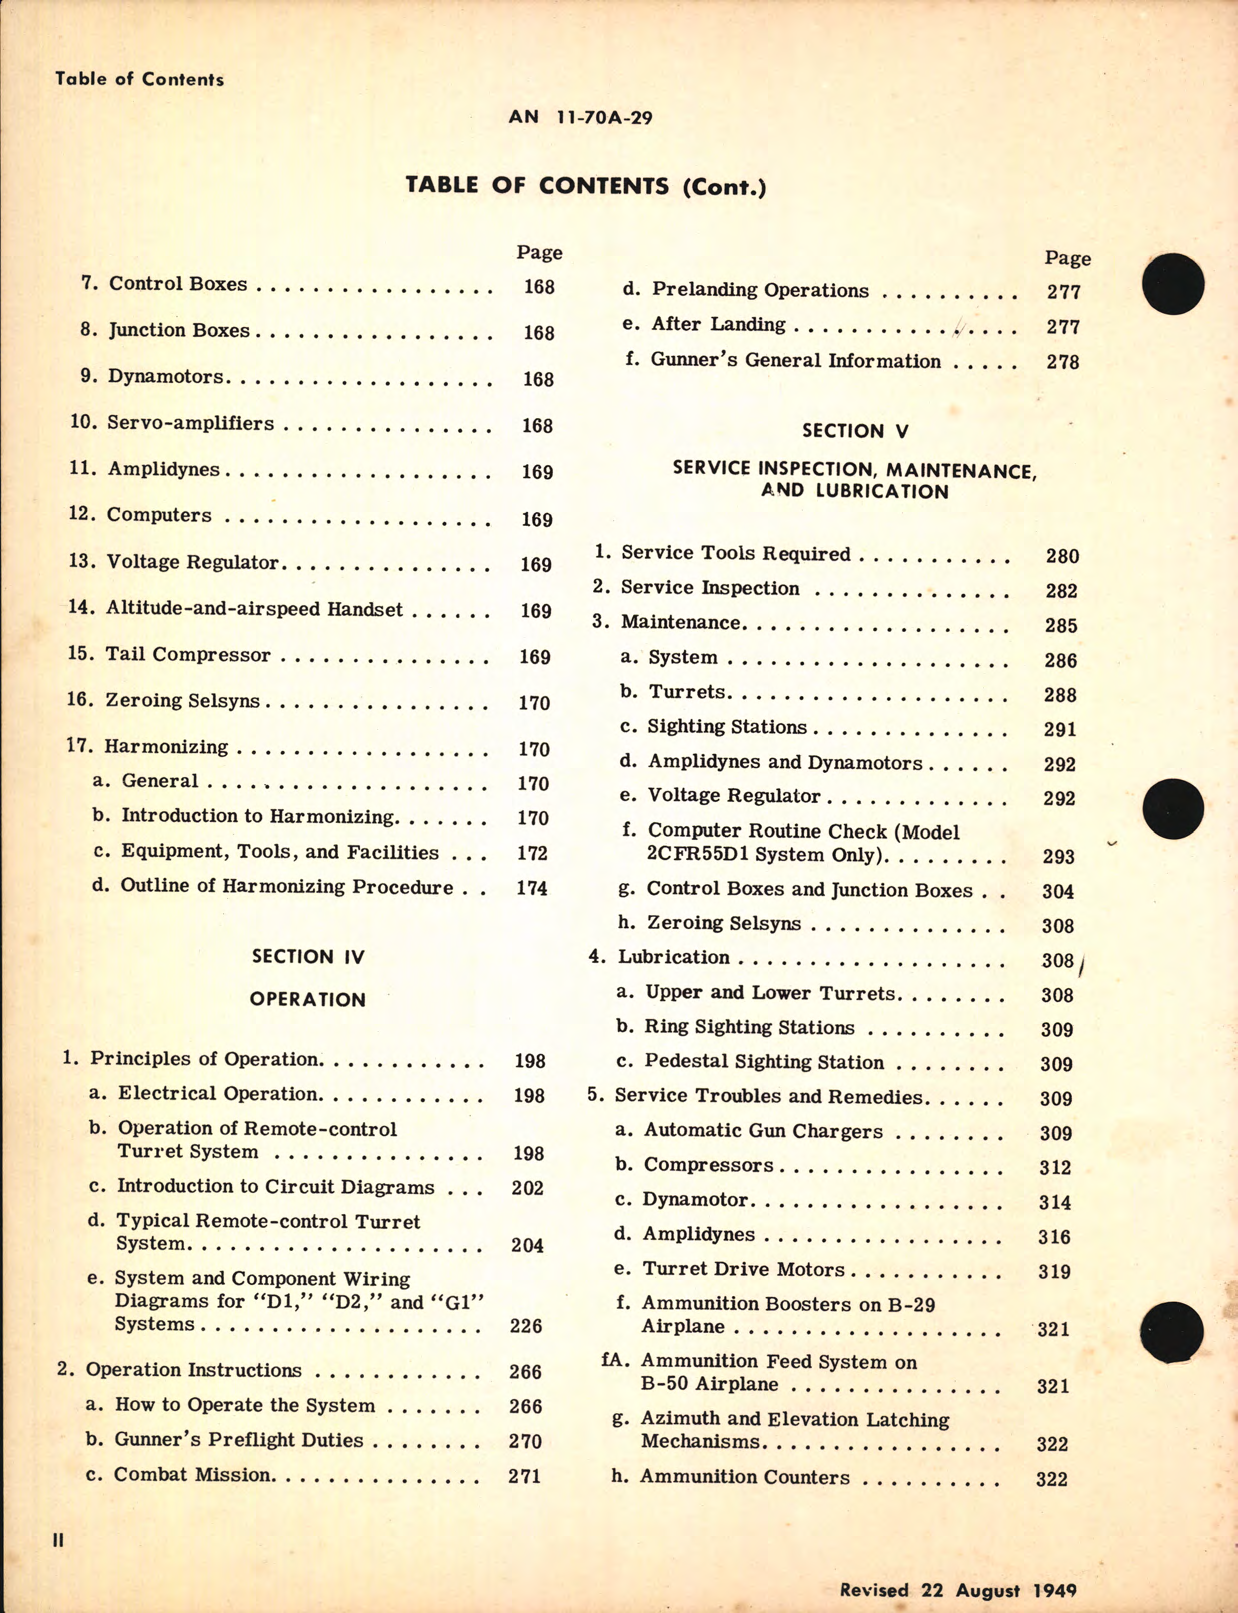 Table of Contents
AN 11-70A-29
TABLE OF CONTENTS (Cont.)
Page
7. Control Boxes . . . . . . . . . . . . . . . . . 168
8. Junction Boxes . . . . . . . . . . . . . . . . . 168
9. Dynamotors. . . . . . . . . . . . . . . . . . . 168
10. Servo-amplifiers . . . . . . . . . . . . . . . 168
11. Amplidynes . . . . . . . . . . . . . . . . . . . 169
12. Computers . . . . . . . . . . . . . . . . . . . 169
13. Voltage Regulator. . . . . . . . . . . . . . . 169
14. Altitude-and-airspeed Handset . . . . . . 169
15. Tail Compressor . . . . . . . . . . . . . . . 169
16. Zeroing Selsyns . . . . . . . . . . . . . . . . 170
17. Harmonizing . . . . . . . . . . . . . . . . . . 170
a. General . . . . . . . . . . . . . . . . . . . . 170
b. Introduction to Harmonizing. . . . . . . 170
c. Equipment, Tools, and Facilities . . . 172
d. Outline of Harmonizing Procedure . . 174
SECTION IV
OPERATION
1. Principles of Operation. . . . . . . . . . . . 198
a. Electrical Operation. . . . . . . . . . . . 198
b. Operation of Remote-control
Turret System . . . . . . . . . . . . . . . 198
c. Introduction to Circuit Diagrams . . . 202
d. Typical Remote-control Turret
System. . . . . . . . . . . . . . . . . . . . . 204
e. System and Component Wiring
Diagrams for "D1," "D2," and "G1"
Systems . . . . . . . . . . . . . . . . . . . . 226
2. Operation Instructions . . . . . . . . . . . . 266
a. How to Operate the System . . . . . . . 266
b. Gunner's Preflight Duties . . . . . . . . 270
c. Combat Mission. . . . . . . . . . . . . . . 271
Page
d. Prelanding Operations . . . . . . . . . . 277
e. After Landing . . . . . . . . . . . . . . . . 277
f. Gunner's General Information . . . . . 278
SECTION V
SERVICE INSPECTION, MAINTENANCE,
AND LUBRICATION
1. Service Tools Required . . . . . . . . . . . 280
2. Service Inspection . . . . . . . . . . . . . . 282
3. Maintenance. . . . . . . . . . . . . . . . . . . 285
a. System . . . . . . . . . . . . . . . . . . . . 286
b. Turrets. . . . . . . . . . . . . . . . . . . . 288
c. Sighting Stations . . . . . . . . . . . . . . 291
d. Amplidynes and Dynamotors . . . . . . 292
e. Voltage Regulator . . . . . . . . . . . . . 292
f. Computer Routine Check (Model
2CFR55D1 System Only). . . . . . . . . 293
g. Control Boxes and Junction Boxes . . 304
h. Zeroing Selsyns . . . . . . . . . . . . . . 308
4. Lubrication . . . . . . . . . . . . . . . . . . . 308
a. Upper and Lower Turrets. . . . . . . . 308
b. Ring Sighting Stations . . . . . . . . . . 309
c. Pedestal Sighting Station . . . . . . . . 309
5. Service Troubles and Remedies. . . . . . 309
a. Automatic Gun Chargers . . . . . . . . 309
b. Compressors . . . . . . . . . . . . . . . . 312
c. Dynamotor. . . . . . . . . . . . . . . . . . 314
d. Amplidynes . . . . . . . . . . . . . . . . . 316
e. Turret Drive Motors . . . . . . . . . . . 319
f. Ammunition Boosters on B-29
Airplane . . . . . . . . . . . . . . . . . . . 321
fA. Ammunition Feed System on
B-50 Airplane . . . . . . . . . . . . . . . 321
g. Azimuth and Elevation Latching
Mechanisms. . . . . . . . . . . . . . . . . 322
h. Ammunition Counters . . . . . . . . . . 322
II
Revised 22 August 1949